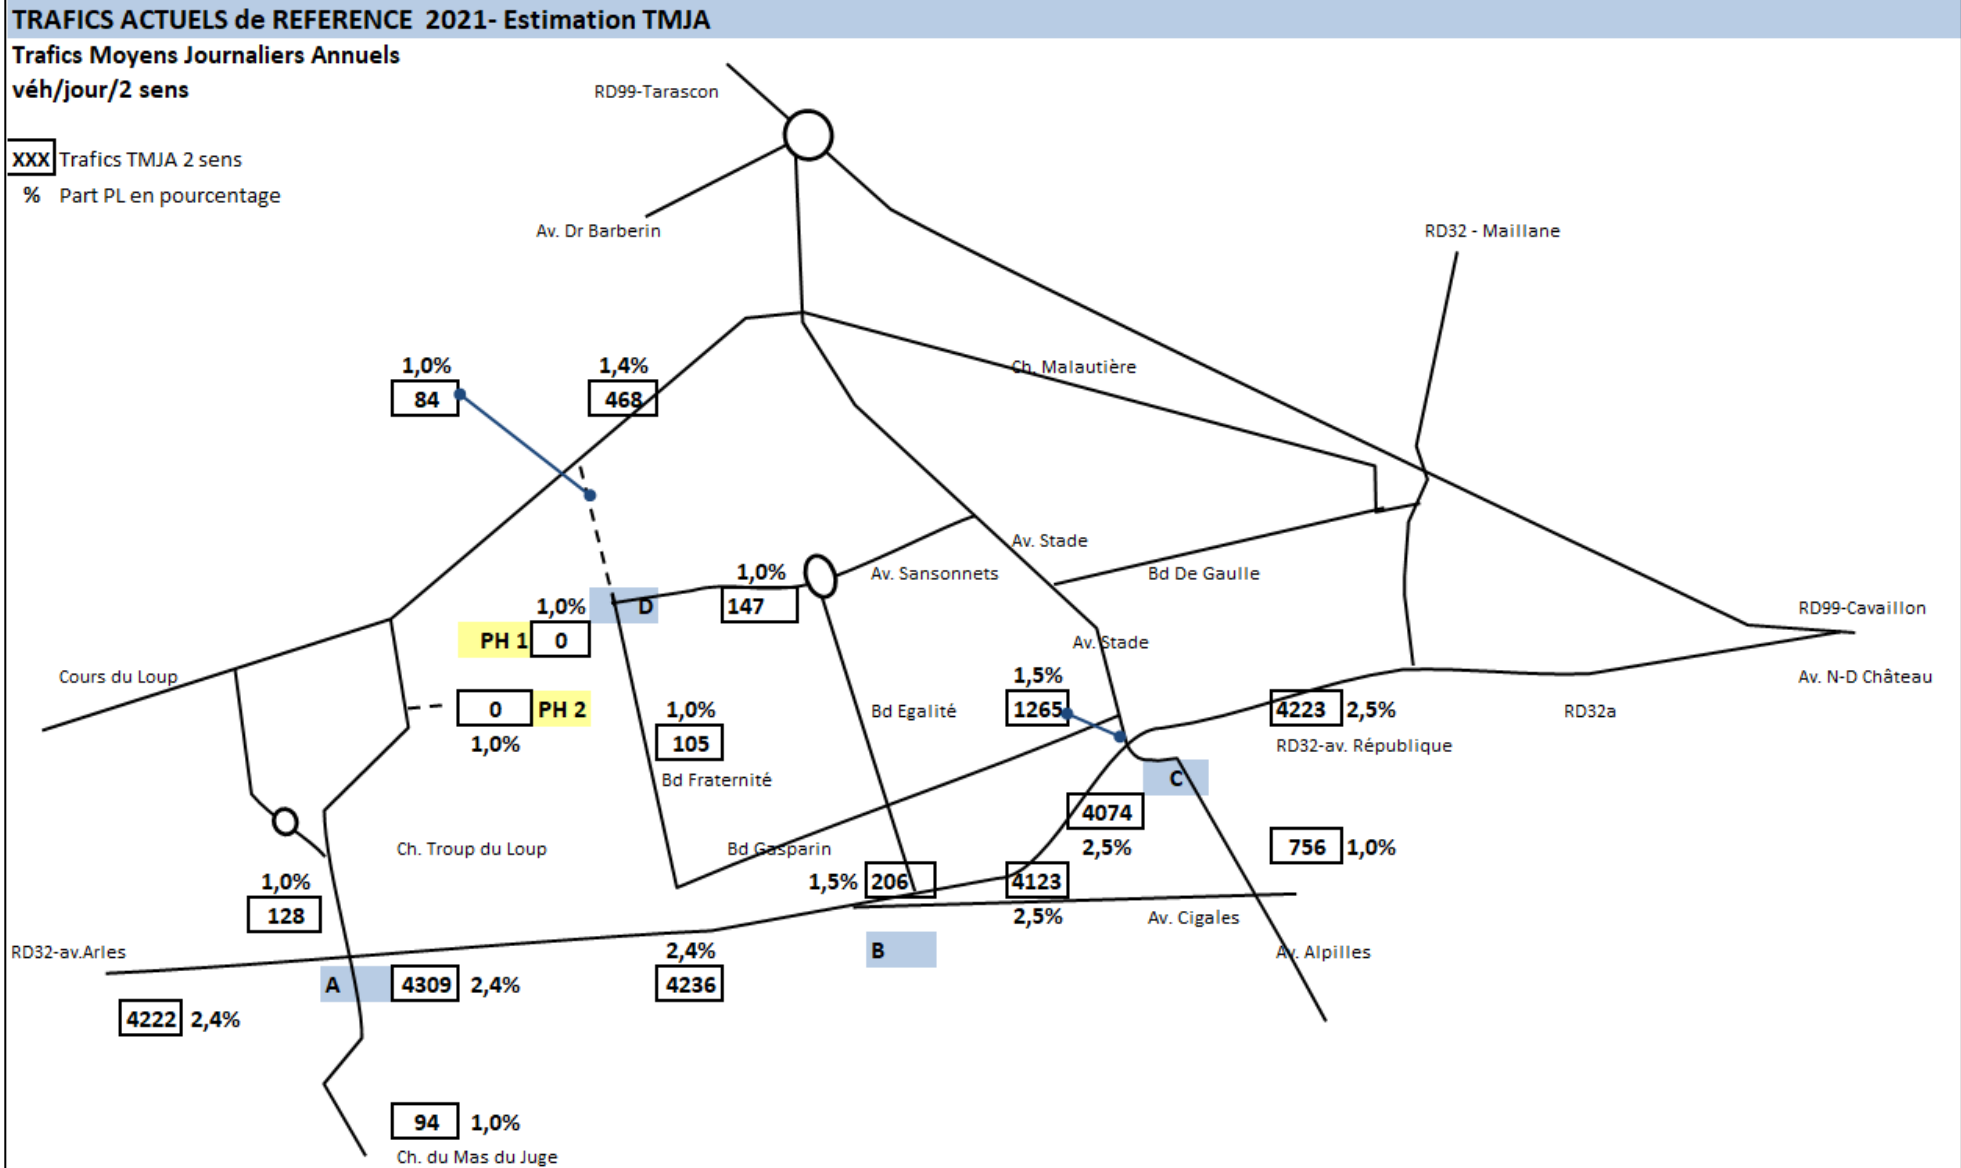 TRAFICS ACTUELS de REFERENCE 2021- Estimation TMJA
Trafics Moyens Journaliers Annuels
véh/jour/2 sens
RD99-Tarascon
XXX Trafics TMJA 2 sens
% Part PL en pourcentage
Av. Dr Barberin
RD32 - Maillane
1,0%
84
1,4%
468
Ch. Malautière
Av. Stade
1,0%
147
Av. Sansonnets
Bd De Gaulle
1,0%
D
PH 1 0
RD99-Cavaillon
Av. Stade
Cours du Loup
1,5%
1265
Av. N-D Château
0 PH 2
1,0%
1,0%
105
Bd Egalité
4223 2,5%
RD32a
RD32-av. République
Bd Fraternité
C
4074
2,5%
Ch. Troup du Loup
Bd Gasparin
756 1,0%
1,0%
128
1,5% 206
4123
2,5%
Av. Cigales
RD32-av.Arles
2,4%
4236
B
Av. Alpilles
A 4309 2,4%
4222 2,4%
94 1,0%
Ch. du Mas du Juge